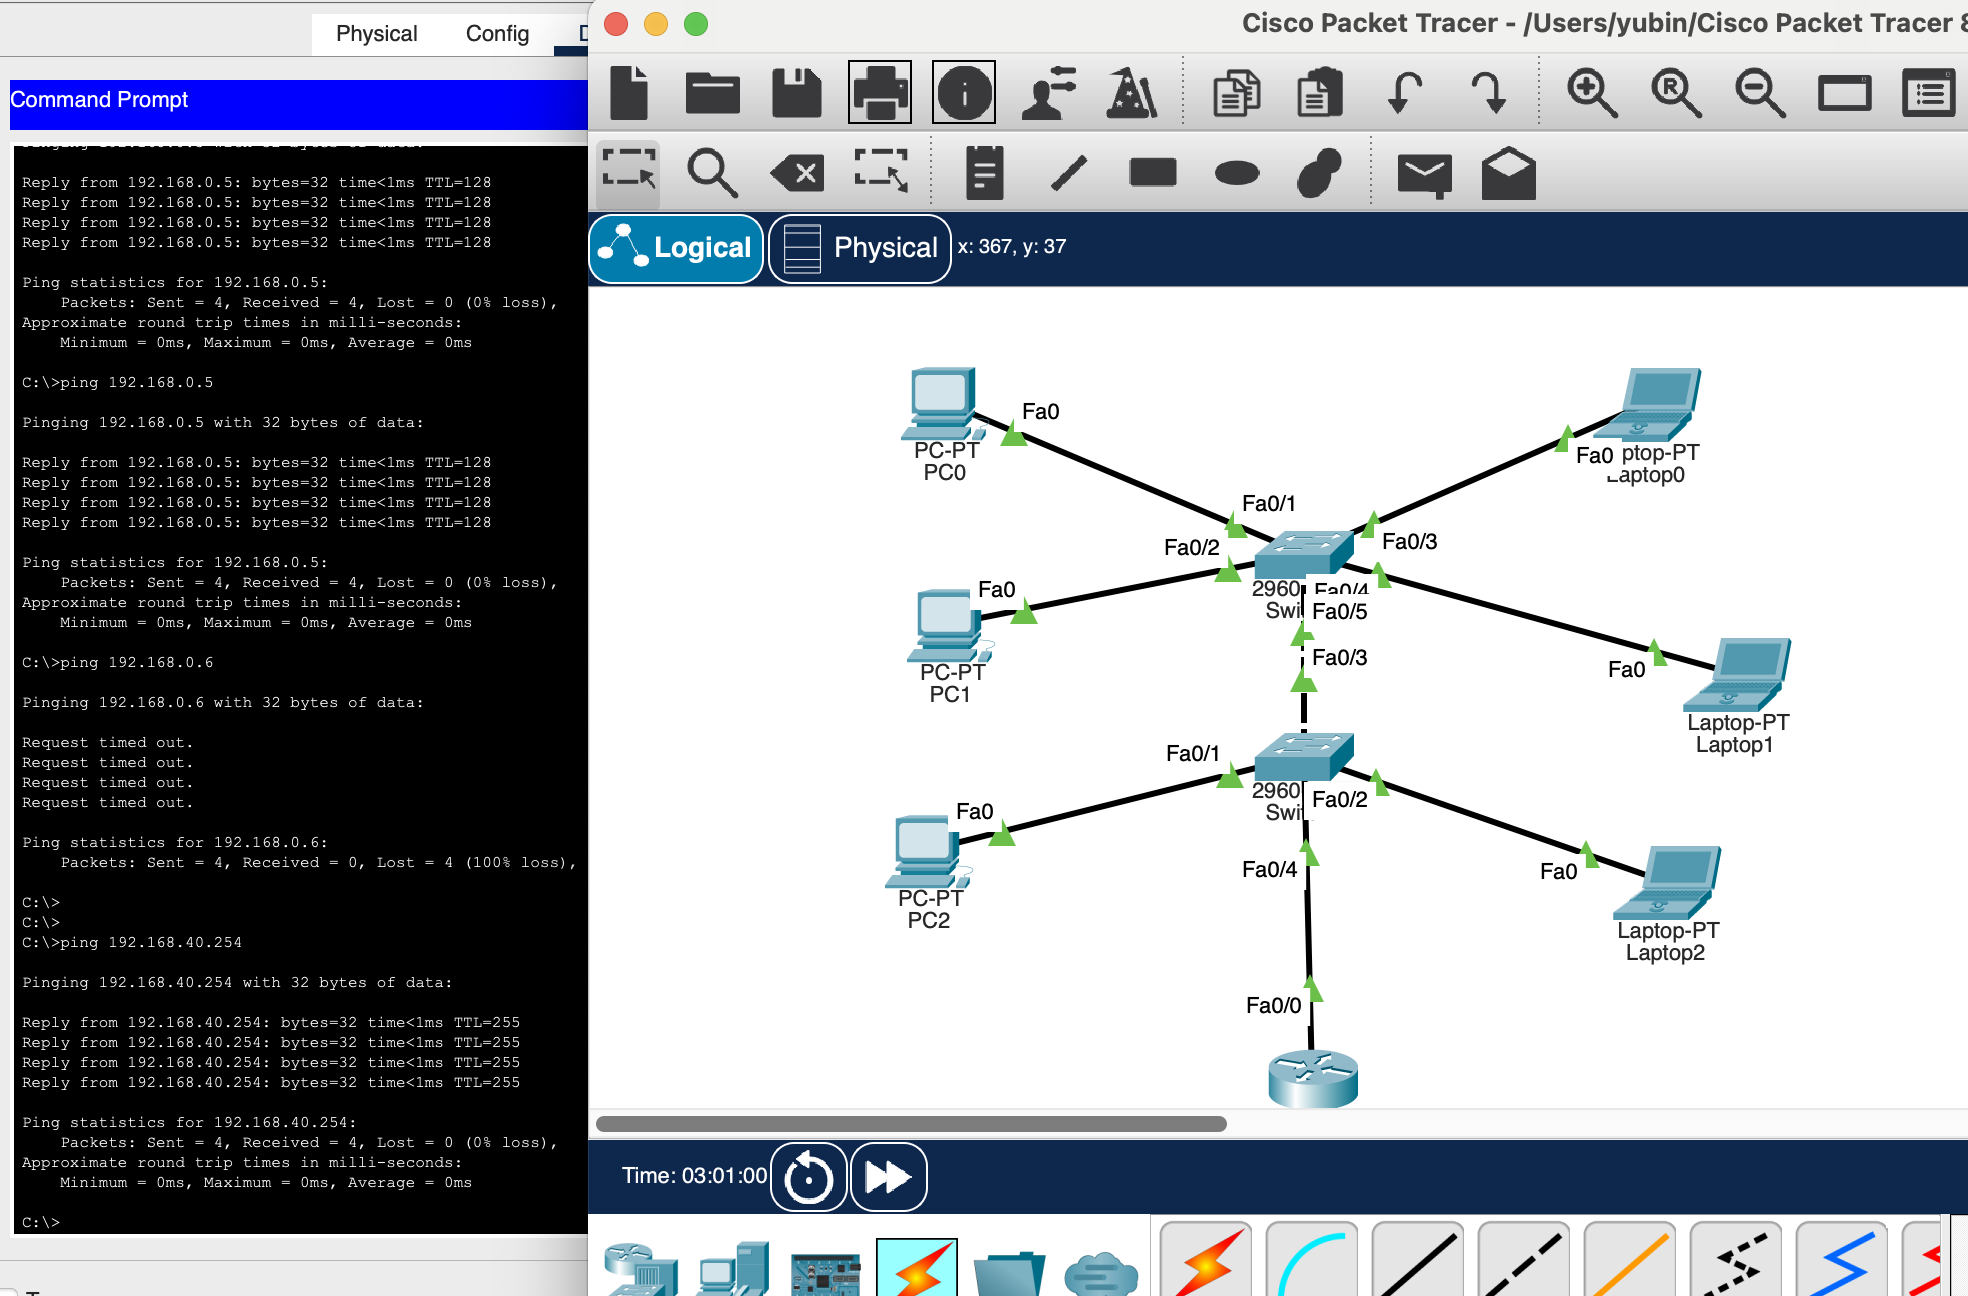 Physical
Config
Command Prompt
Reply from 192.168.0.5: bytes=32 time<1ms TTL=128
Reply from 192.168.0.5: bytes=32 time<1ms TTL=128
Reply from 192.168.0.5: bytes=32 time<1ms TTL=128
Reply from 192.168.0.5: bytes=32 time<1ms TTL=128
Ping statistics for 192.168.0.5:
Packets: Sent = 4, Received = 4, Lost = 0 (0% loss),
Approximate round trip times in milli-seconds:
Minimum = 0ms, Maximum = 0ms, Average = 0ms
C:\>ping 192.168.0.5
Pinging 192.168.0.5 with 32 bytes of data:
Reply from 192.168.0.5: bytes=32 time<1ms TTL=128
Reply from 192.168.0.5: bytes=32 time<1ms TTL=128
Reply from 192.168.0.5: bytes=32 time<1ms TTL=128
Reply from 192.168.0.5: bytes=32 time<1ms TTL=128
Ping statistics for 192.168.0.5:
Packets: Sent = 4, Received = 4, Lost = 0 (0% loss),
Approximate round trip times in milli-seconds:
Minimum = 0ms, Maximum = 0ms, Average = 0ms
C:\>ping 192.168.0.6
Pinging 192.168.0.6 with 32 bytes of data:
Request timed out.
Request timed out.
Request timed out.
Request timed out.
Ping statistics for 192.168.0.6:
Packets: Sent = 4, Received = 0, Lost = 4 (100% loss),
C:\>
C:\>
C:\>ping 192.168.40.254
Pinging 192.168.40.254 with 32 bytes of data:
Reply from 192.168.40.254: bytes=32 time<1ms TTL=255
Reply from 192.168.40.254: bytes=32 time<1ms TTL=255
Reply from 192.168.40.254: bytes=32 time<1ms TTL=255
Reply from 192.168.40.254: bytes=32 time<1ms TTL=255
Ping statistics for 192.168.40.254:
Packets: Sent = 4, Received = 4, Lost = 0 (0% loss),
Approximate round trip times in milli-seconds:
Minimum = 0ms, Maximum = 0ms, Average = 0ms
C:\>
Cisco Packet Tracer - /Users/yubin/Cisco Packet Tracer 8
Logical
Physical
x: 367, y: 37
Fa0
PC-PT
PC0
Fa0
ptop-PT
Laptop0
Fa0/1
Fa0/2
Fa0/3
2960
Fa0/4
Swi
Fa0/5
Fa0
PC-PT
PC1
Fa0/3
Fa0
Laptop-PT
Laptop1
Fa0/1
2960
Swi
Fa0/2
Fa0
PC-PT
PC2
Fa0/4
Fa0
Laptop-PT
Laptop2
Fa0/0
Time: 03:01:00